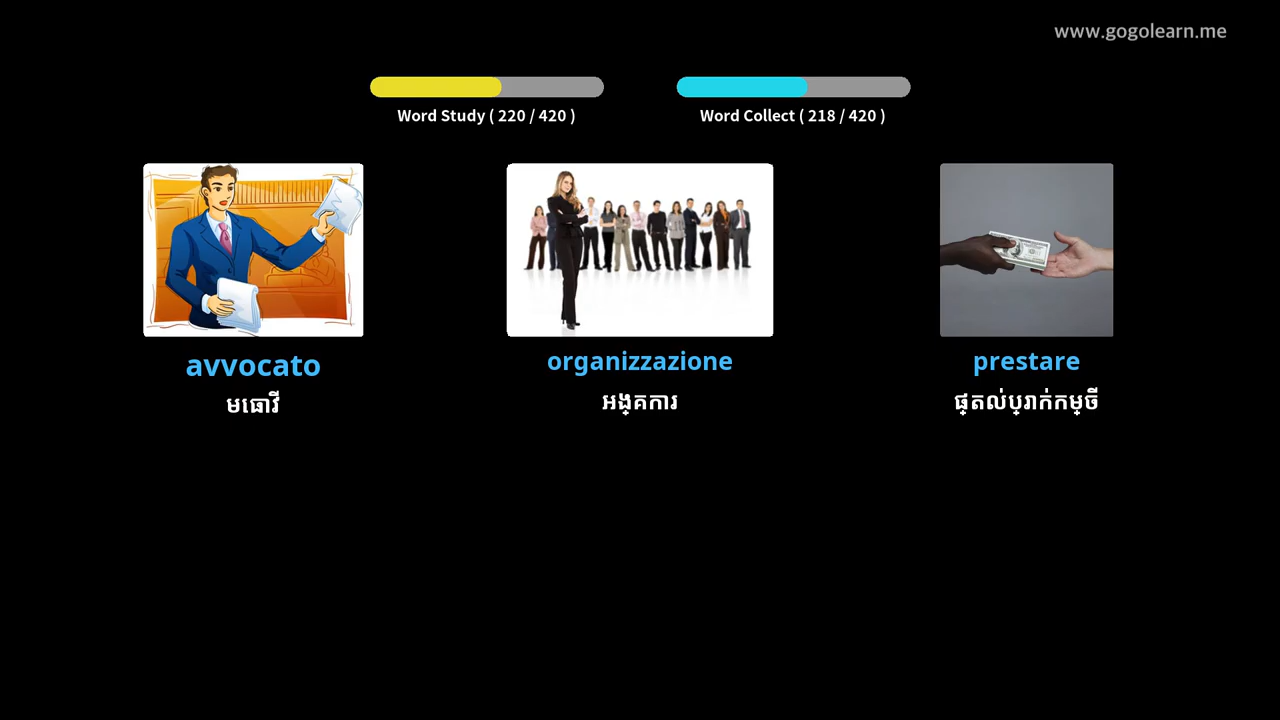 www.gogolearn.me
Word Study ( 220 / 420 )
Word Collect ( 218 / 420 )
avvocato
organizzazione
prestare
មធោវី
អង្គការ
ផ្តល់ប្រាក់កម្ចី